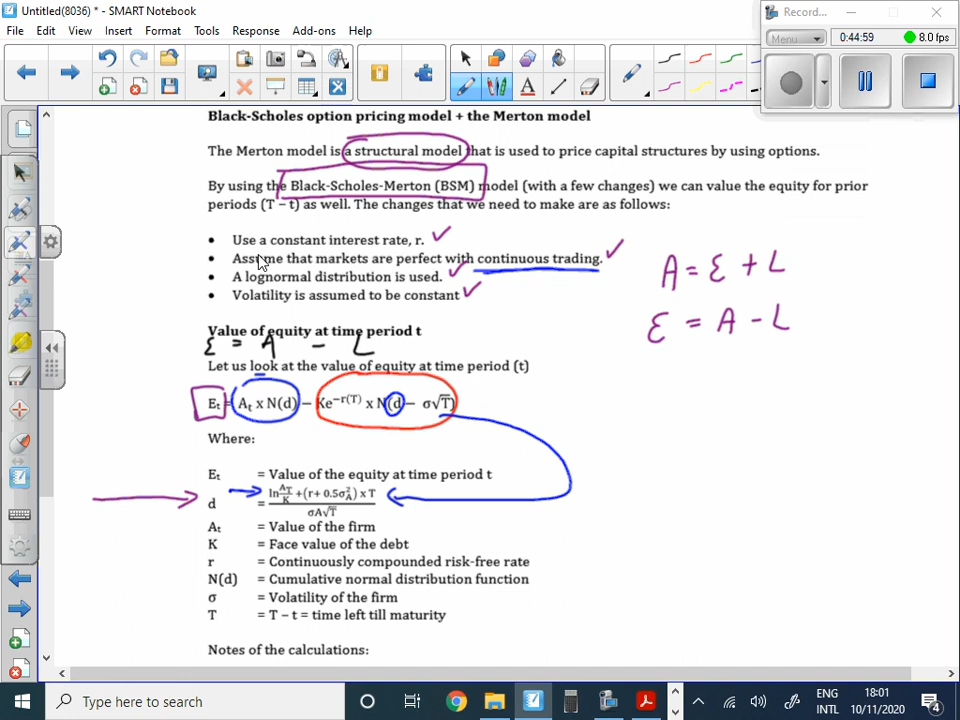 Untitled(8036) * - SMART Notebook
File Edit View Insert Format Tools Response Add-ons Help
Record...
Menu
04:44:59
8.0 fps
Black-Scholes option pricing model + the Merton model
The Merton model is a structural model that is used to price capital structures by using options.
By using the Black-Scholes-Merton (BSM) model (with a few changes) we can value the equity for prior
periods (T – t) as well. The changes that we need to make are as follows:
• Use a constant interest rate, r.
• Assume that markets are perfect with continuous trading.
• A lognormal distribution is used.
• Volatility is assumed to be constant
A = E + L
E = A - L
Value of equity at time period t
E = A - L
Let us look at the value of equity at time period (t)
Eₜ = Aₜ x N(d) – Ke^–r(T) x N(d – σ√T)
Where:
Eₜ = Value of the equity at time period t
d = ln A_T/K +(r+ 0.5σ²_A) x T / σA√T
Aₜ = Value of the firm
K = Face value of the debt
r = Continuously compounded risk-free rate
N(d) = Cumulative normal distribution function
σ = Volatility of the firm
T = T – t = time left till maturity
Notes of the calculations:
Type here to search
ENG
INTL
18:01
10/11/2020
4